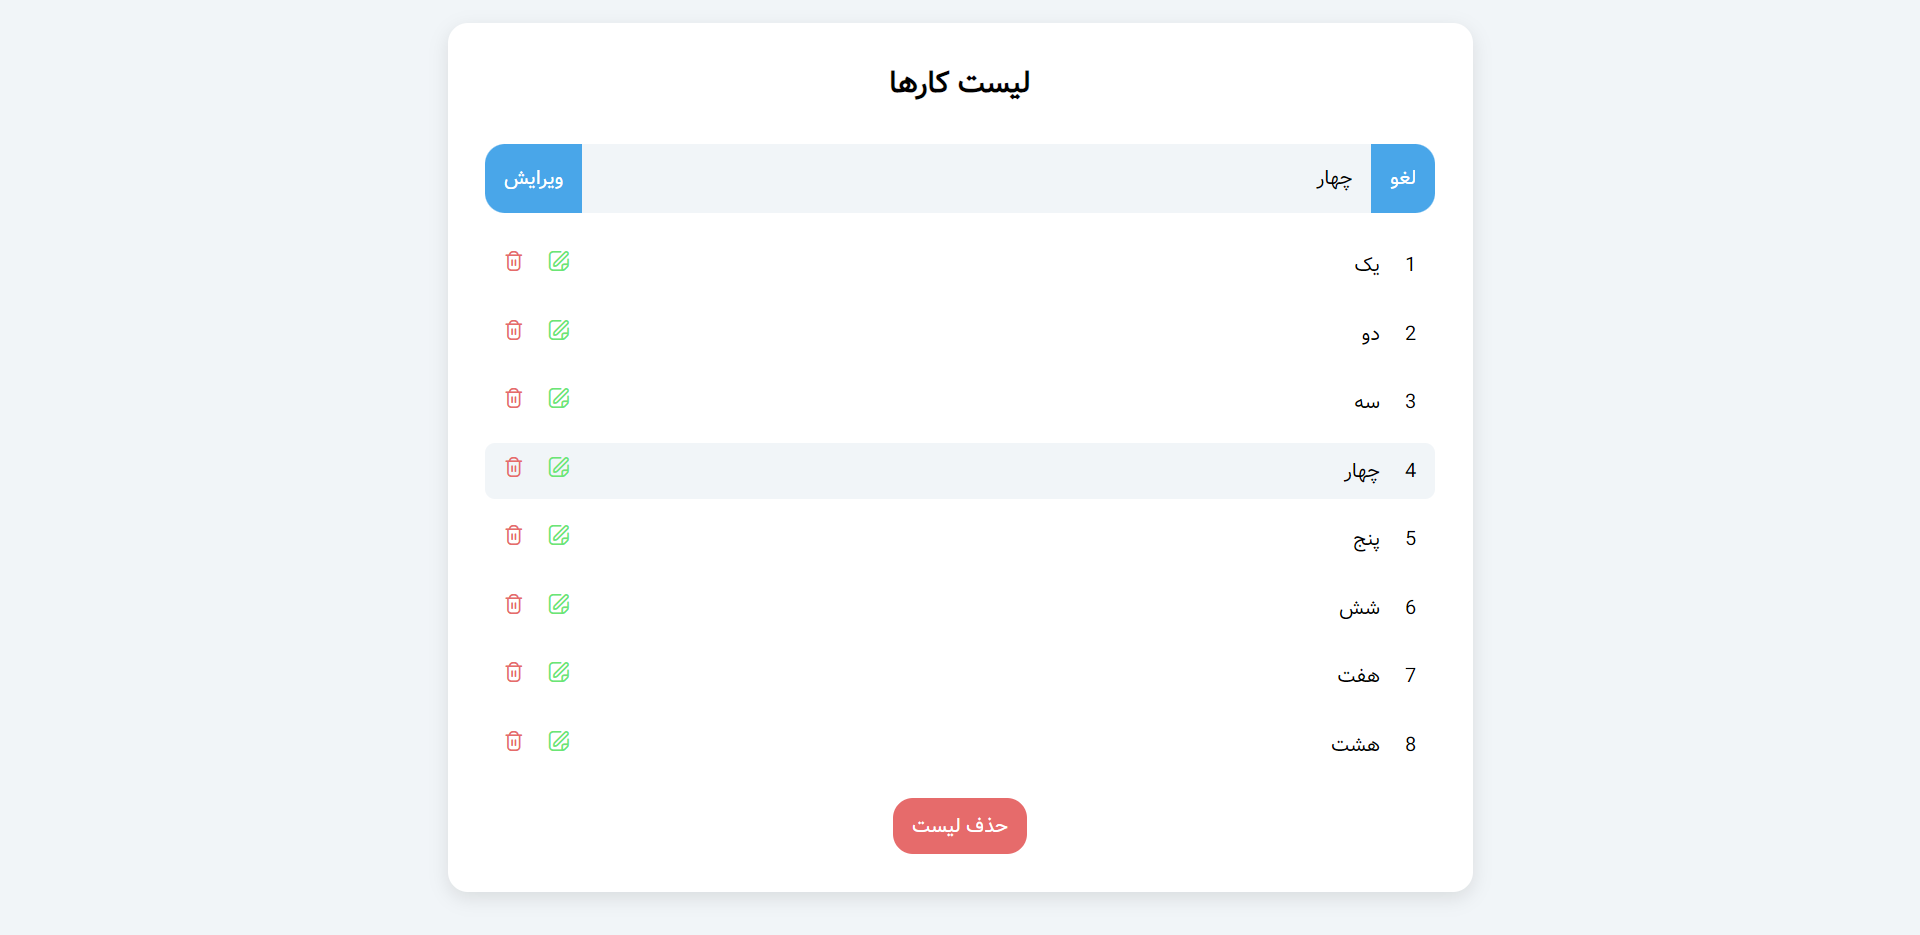 لیست کارها
لغو چهار ویرایش
1 یک
2 دو
3 سه
4 چهار
5 پنج
6 شش
7 هفت
8 هشت
حذف لیست